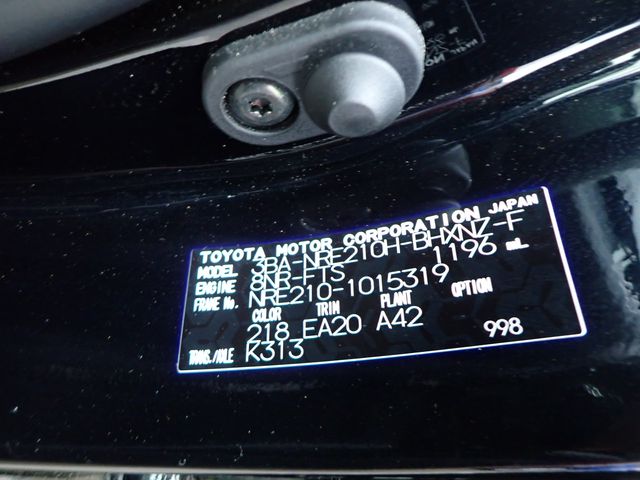 TOYOTA MOTOR CORPORATION JAPAN
MODEL 3BA-NRE210H-BHXNZ-F
ENGINE 8NR-FTS 1196 mL
FRAME No. NRE210-1015319
COLOR TRIM PLANT OPTION
218 EA20 A42
TRANS./AXLE K313 998